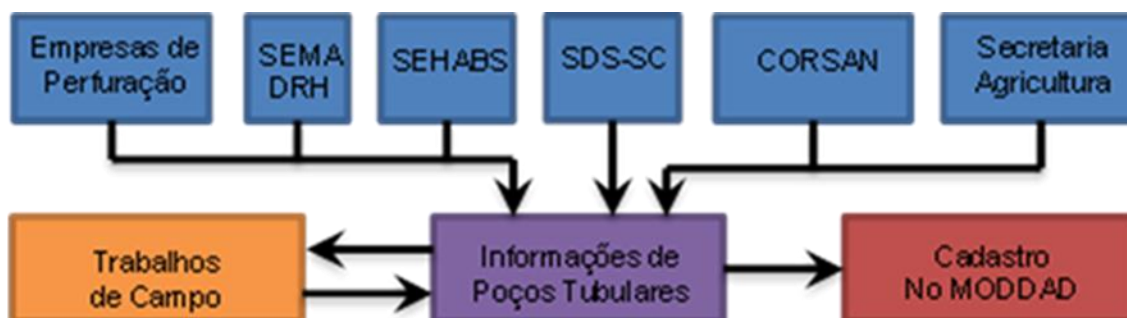 Empresas de
Perfuração
SEMA
DRH
SEHABS
SDS-SC
CORSAN
Secretaria
Agricultura
Trabalhos
de Campo
Informações de
Poços Tubulares
Cadastro
No MODDAD